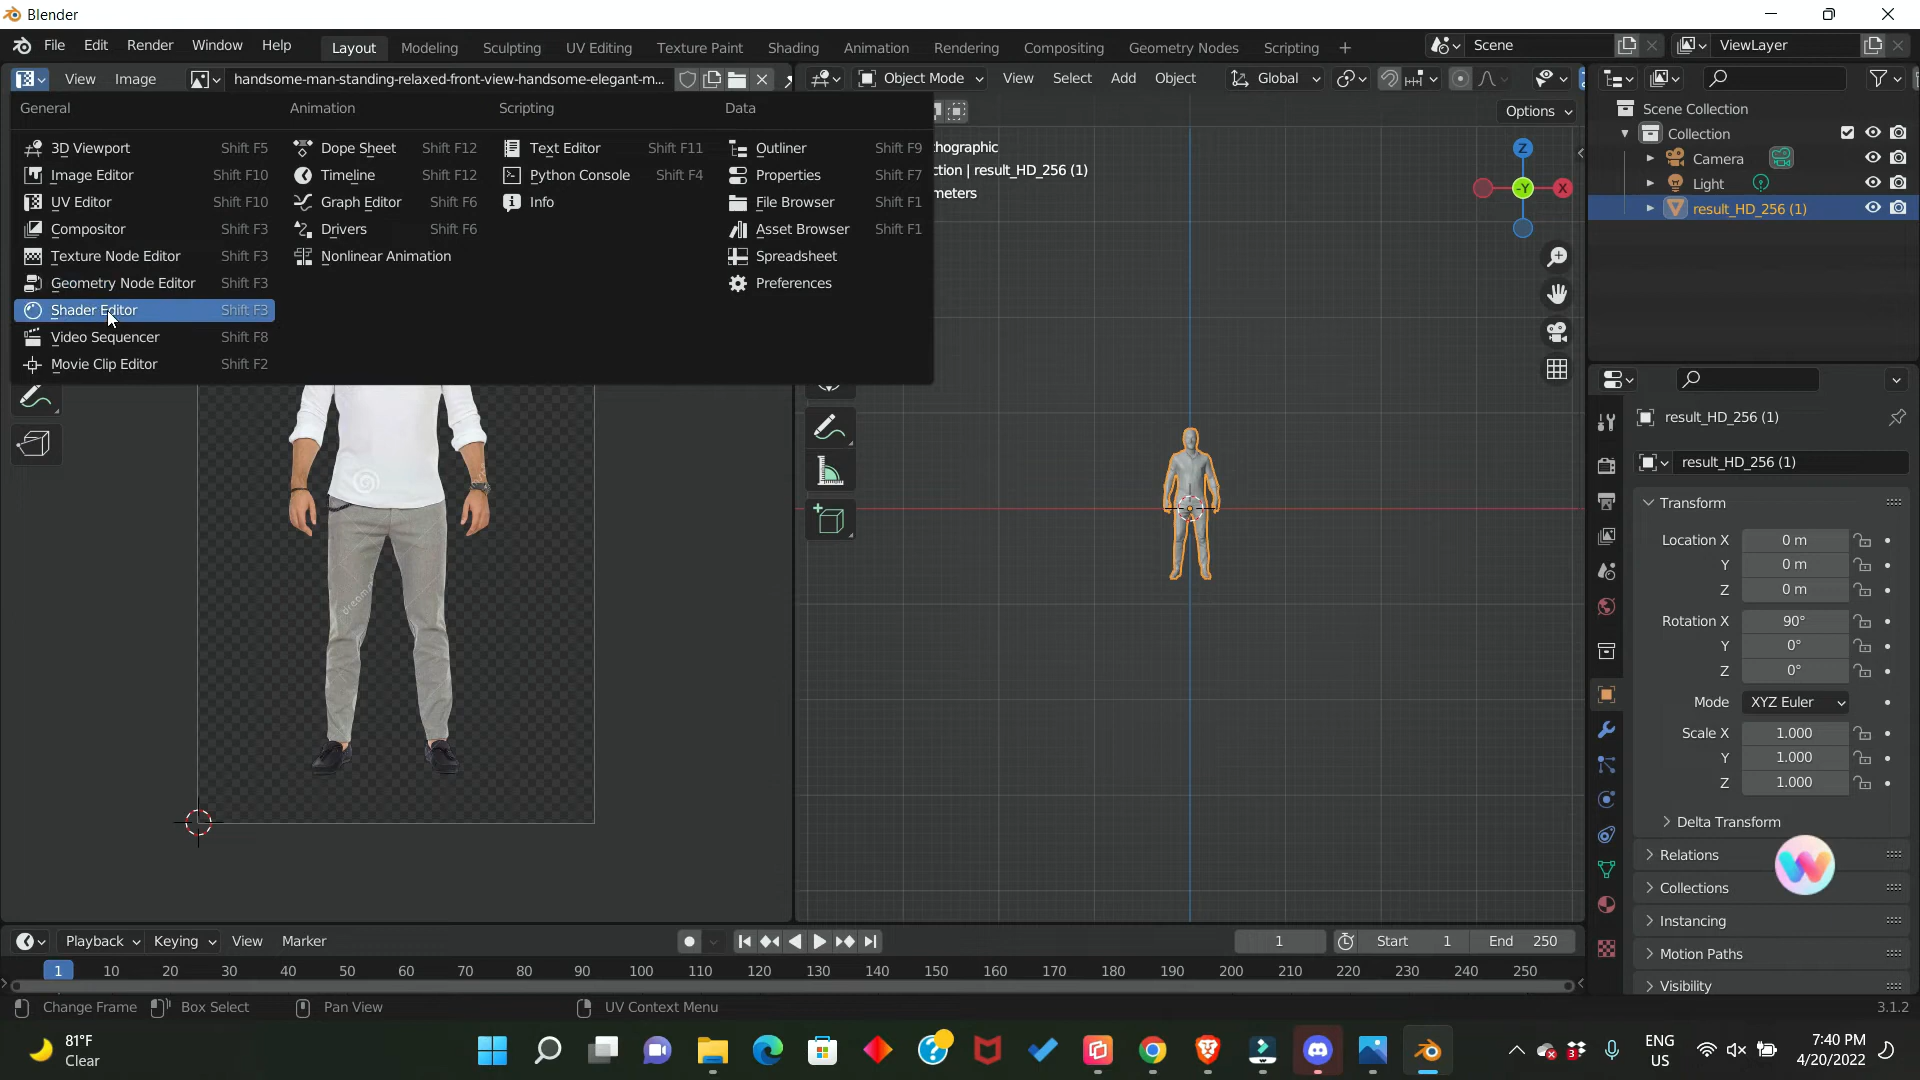 Blender
File Edit Render Window Help Layout Modeling Sculpting UV Editing Texture Paint Shading Animation Rendering Compositing Geometry Nodes Scripting + Scene ViewLayer
View Image handsome-man-standing-relaxed-front-view-handsome-elegant-m... Object Mode View Select Add Object Global
General Animation Scripting Data Options
3D Viewport Shift F5 Dope Sheet Shift F12 Text Editor Shift F11 Outliner Shift F9
Image Editor Shift F10 Timeline Shift F12 Python Console Shift F4 Properties Shift F7
UV Editor Shift F10 Graph Editor Shift F6 Info File Browser Shift F1
Compositor Shift F3 Drivers Shift F6 Asset Browser Shift F1
Texture Node Editor Shift F3 Nonlinear Animation Spreadsheet
Geometry Node Editor Shift F3 Preferences
Shader Editor Shift F3
Video Sequencer Shift F8
Movie Clip Editor Shift F2
thographic
ction | result_HD_256 (1)
meters
Z
-Y X
Scene Collection
Collection
Camera
Light
result_HD_256 (1)
result_HD_256 (1)
result_HD_256 (1)
Transform
Location X 0 m
Y 0 m
Z 0 m
Rotation X 90°
Y 0°
Z 0°
Mode XYZ Euler
Scale X 1.000
Y 1.000
Z 1.000
Delta Transform
Relations
Collections
Instancing
Motion Paths
Visibility
Playback Keying View Marker 1 Start 1 End 250
1 10 20 30 40 50 60 70 80 90 100 110 120 130 140 150 160 170 180 190 200 210 220 230 240 250
Change Frame Box Select Pan View UV Context Menu 3.1.2
81°F
Clear
3
ENG
US
7:40 PM
4/20/2022